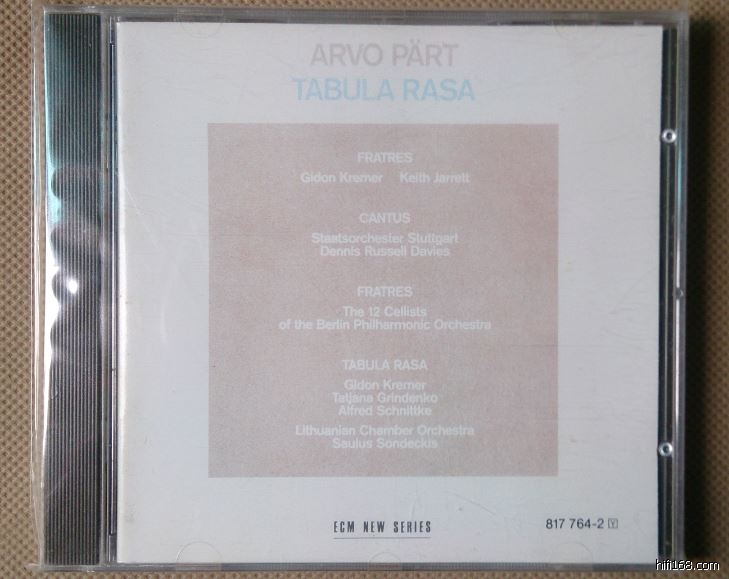 ARVO PÄRT
TABULA RASA
FRATRES
Gidon Kremer Keith Jarrett
CANTUS
Staatsorchester Stuttgart
Dennis Russell Davies
FRATRES
The 12 Cellists
of the Berlin Philharmonic Orchestra
TABULA RASA
Gidon Kremer
Tatjana Grindenko
Alfred Schnittke
Lithuanian Chamber Orchestra
Saulus Sondeckis
ECM NEW SERIES
817 764-2 Y
hifi168.com